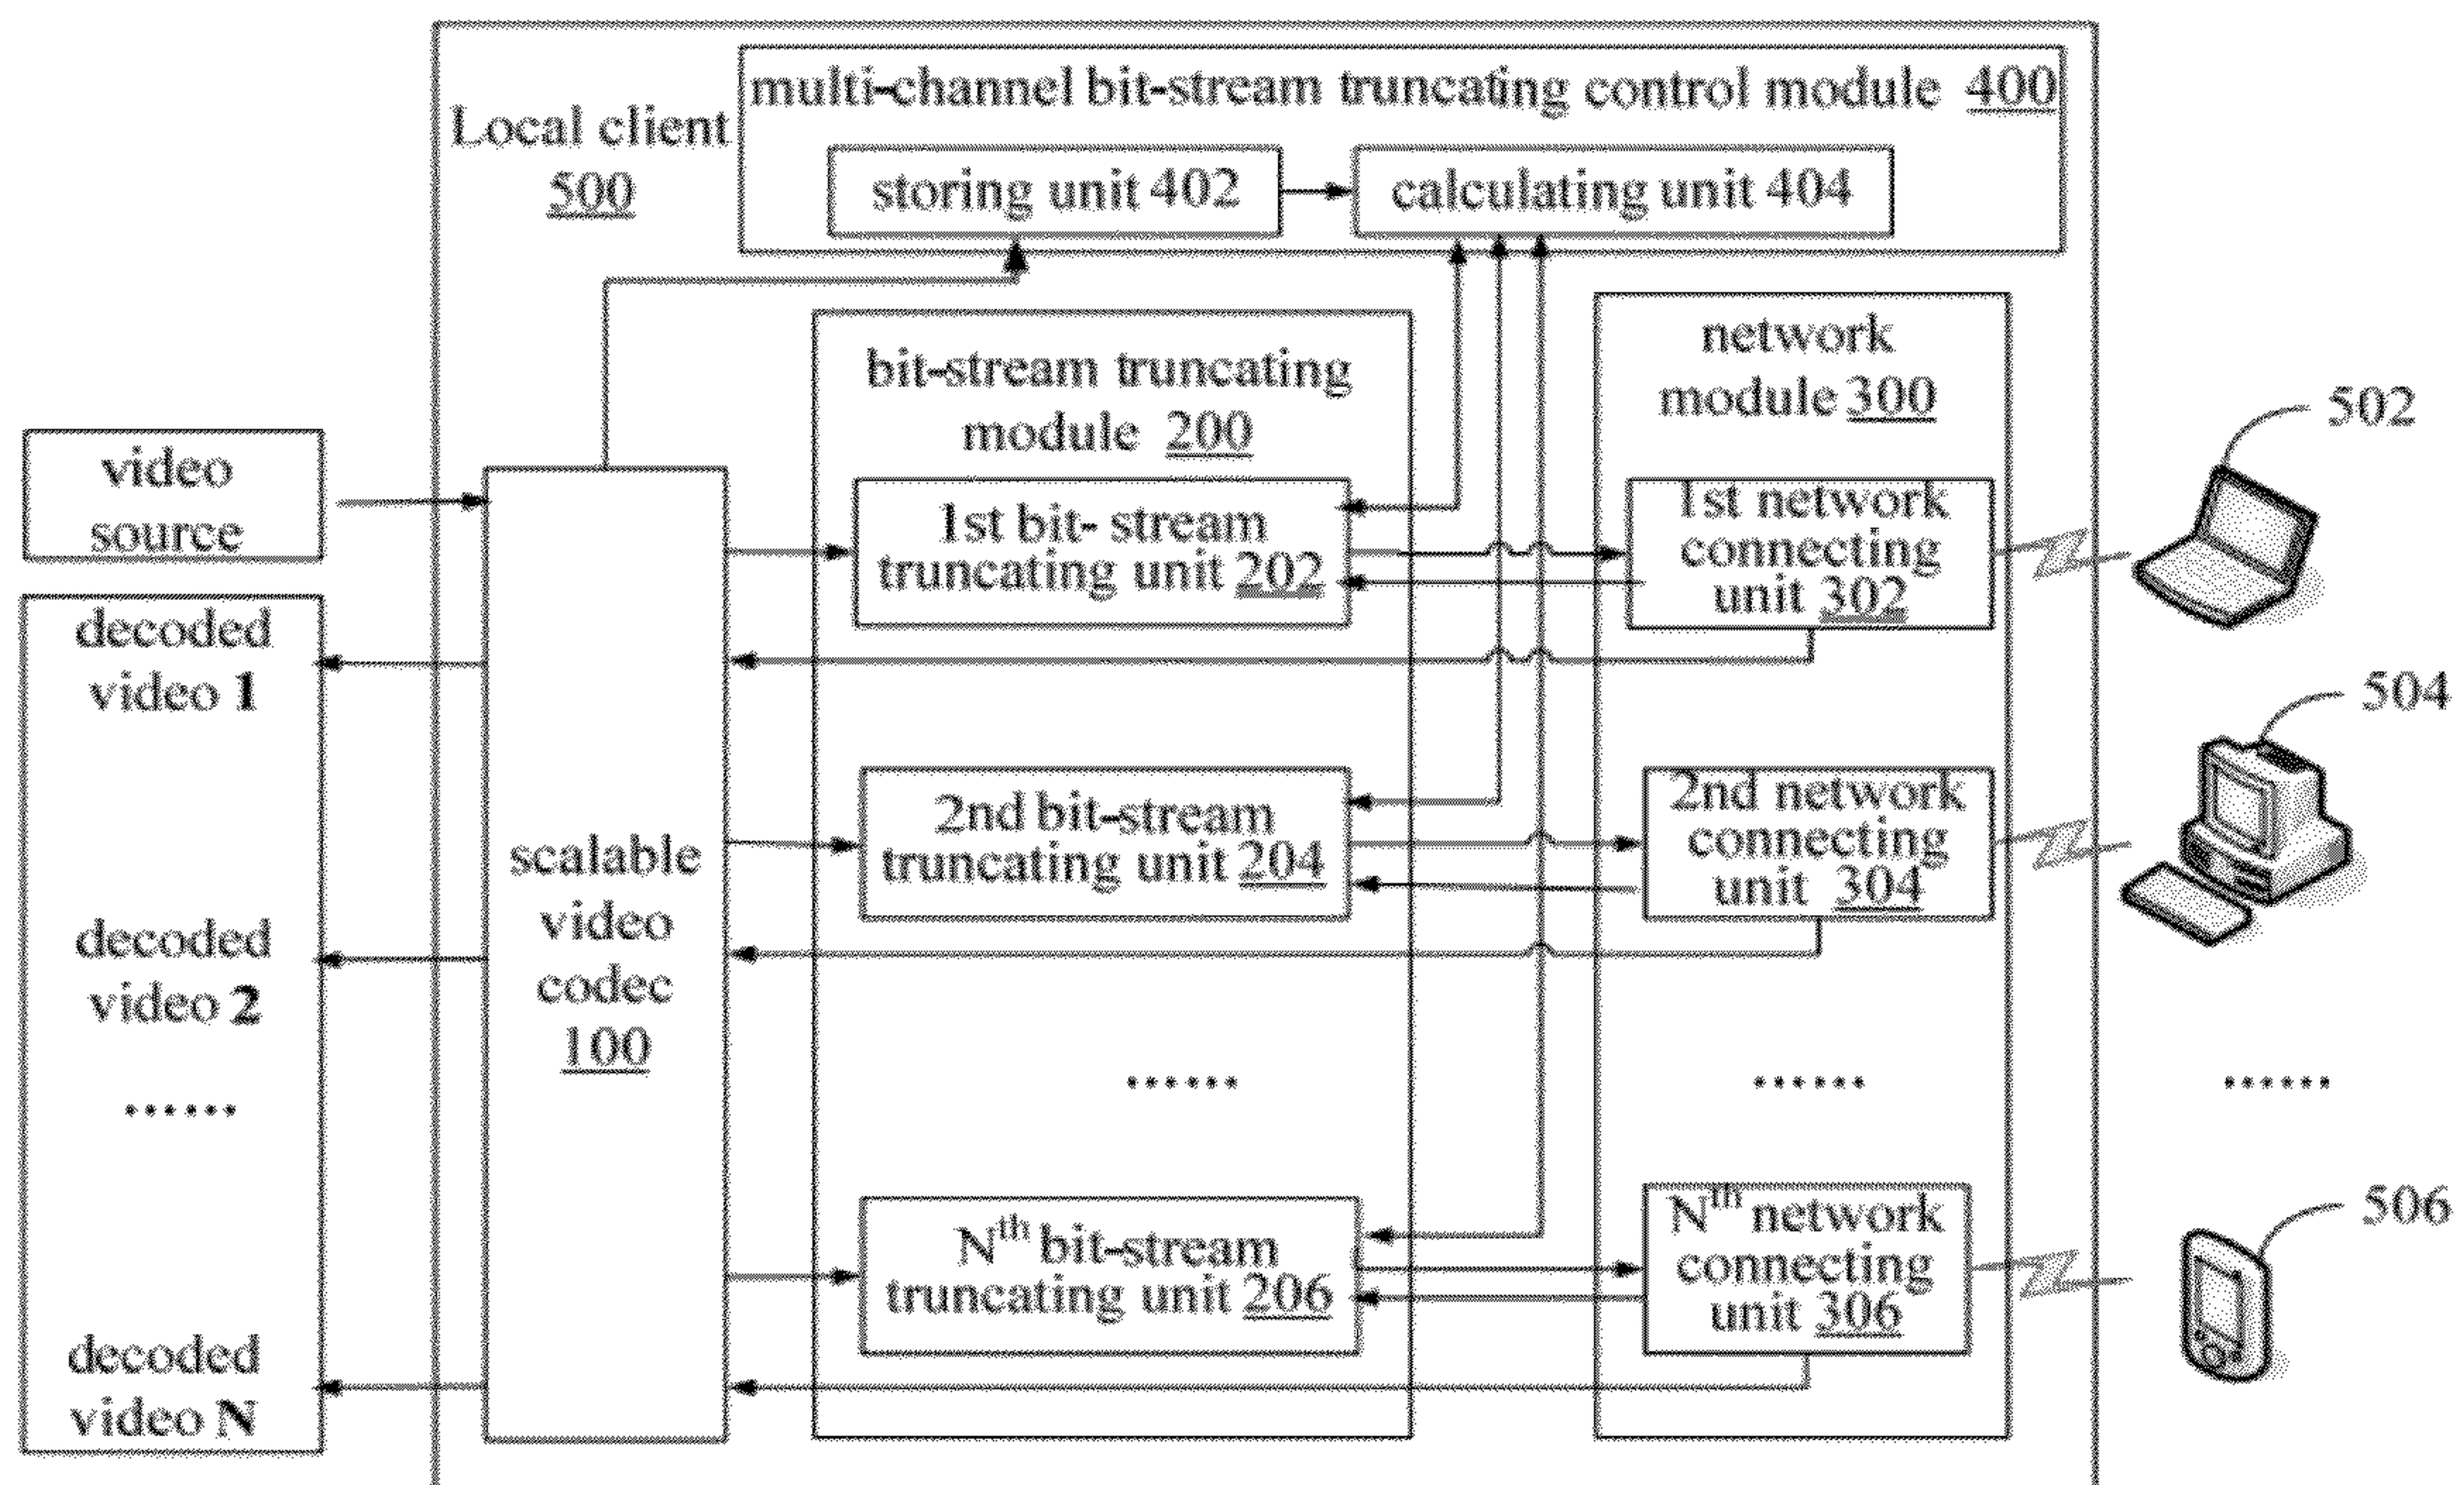 multi-channel bit-stream truncating control module 400
Local client
500
storing unit 402
calculating unit 404
bit-stream truncating
module 200
network
module 300
502
video
source
1st bit- stream
truncating unit 202
1st network
connecting
unit 302
decoded
video 1
504
2nd bit-stream
truncating unit 204
2nd network
connecting
unit 304
scalable
video
codec
100
decoded
video 2
......
......
......
......
Nth bit-stream
truncating unit 206
Nth network
connecting
unit 306
506
decoded
video N